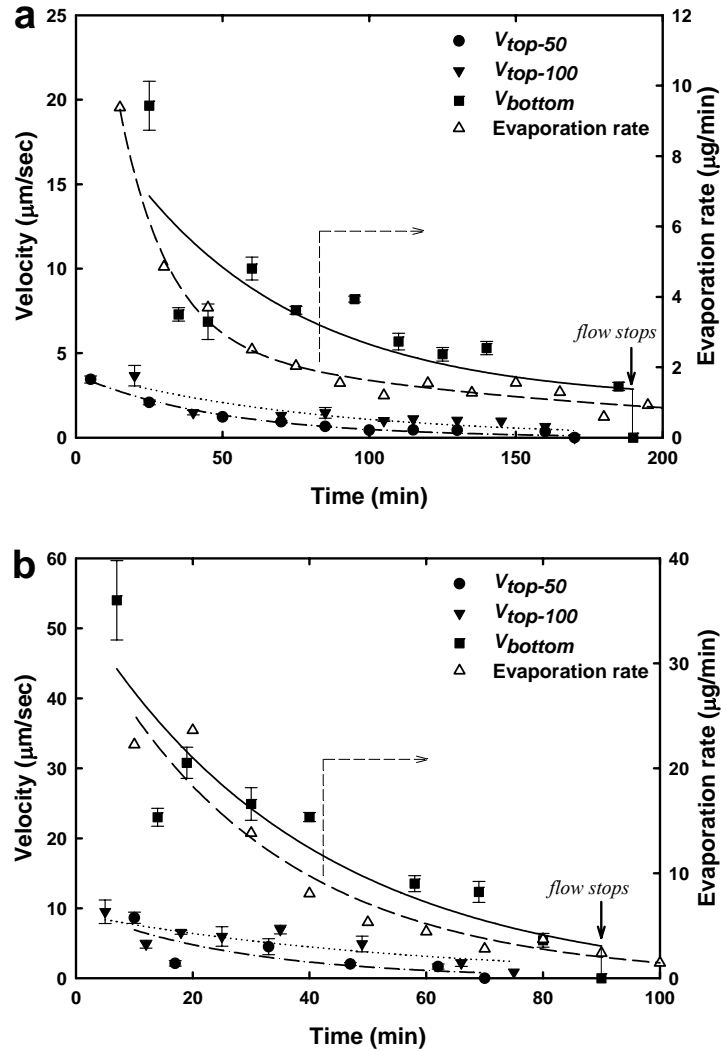 a
25
20
15
10
5
0
Velocity (μm/sec)
12
10
8
6
4
2
0
Evaporation rate (μg/min)
V top-50
V top-100
V bottom
Evaporation rate
flow stops
0 50 100 150 200
Time (min)
b
60
50
40
30
20
10
0
Velocity (μm/sec)
40
30
20
10
0
Evaporation rate (μg/min)
V top-50
V top-100
V bottom
Evaporation rate
flow stops
0 20 40 60 80 100
Time (min)